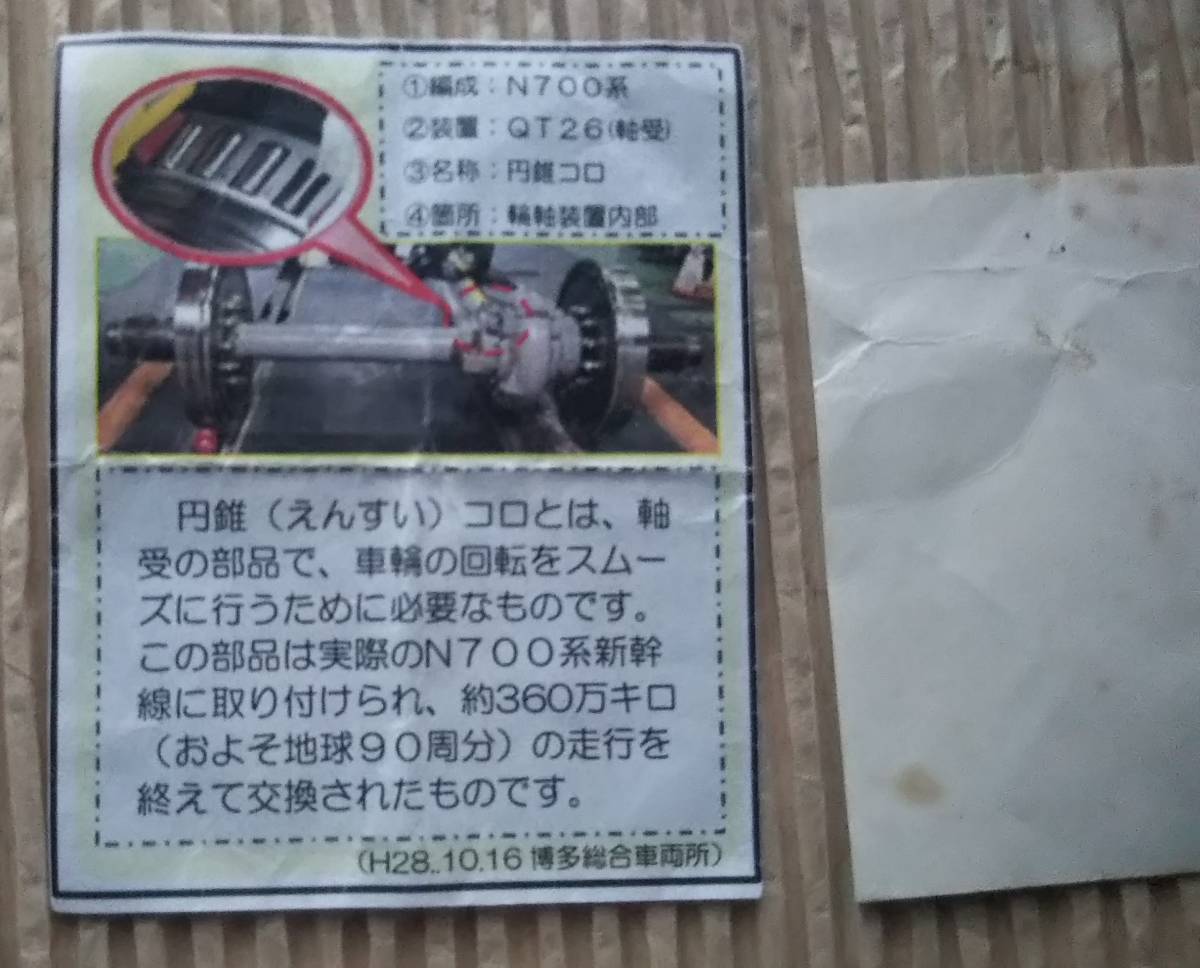 ①編成：N700系
②装置：QT26(軸受)
③名称：円錐コロ
④箇所：輪軸装置内部
円錐（えんすい）コロとは、軸
受の部品で、車輪の回転をスムー
ズに行うために必要なものです。
この部品は実際のN700系新幹
線に取り付けられ、約360万キロ
（およそ地球90周分）の走行を
終えて交換されたものです。
（H28..10.16 博多総合車両所）